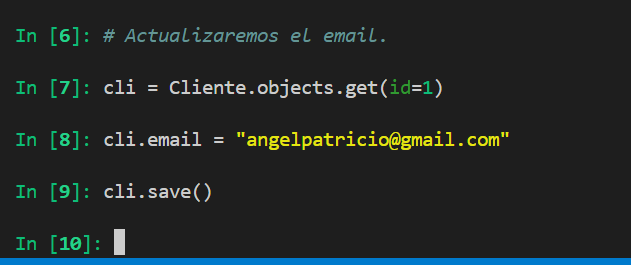 In [6]: # Actualizaremos el email.
In [7]: cli = Cliente.objects.get(id=1)
In [8]: cli.email = "angelpatricio@gmail.com"
In [9]: cli.save()
In [10]: